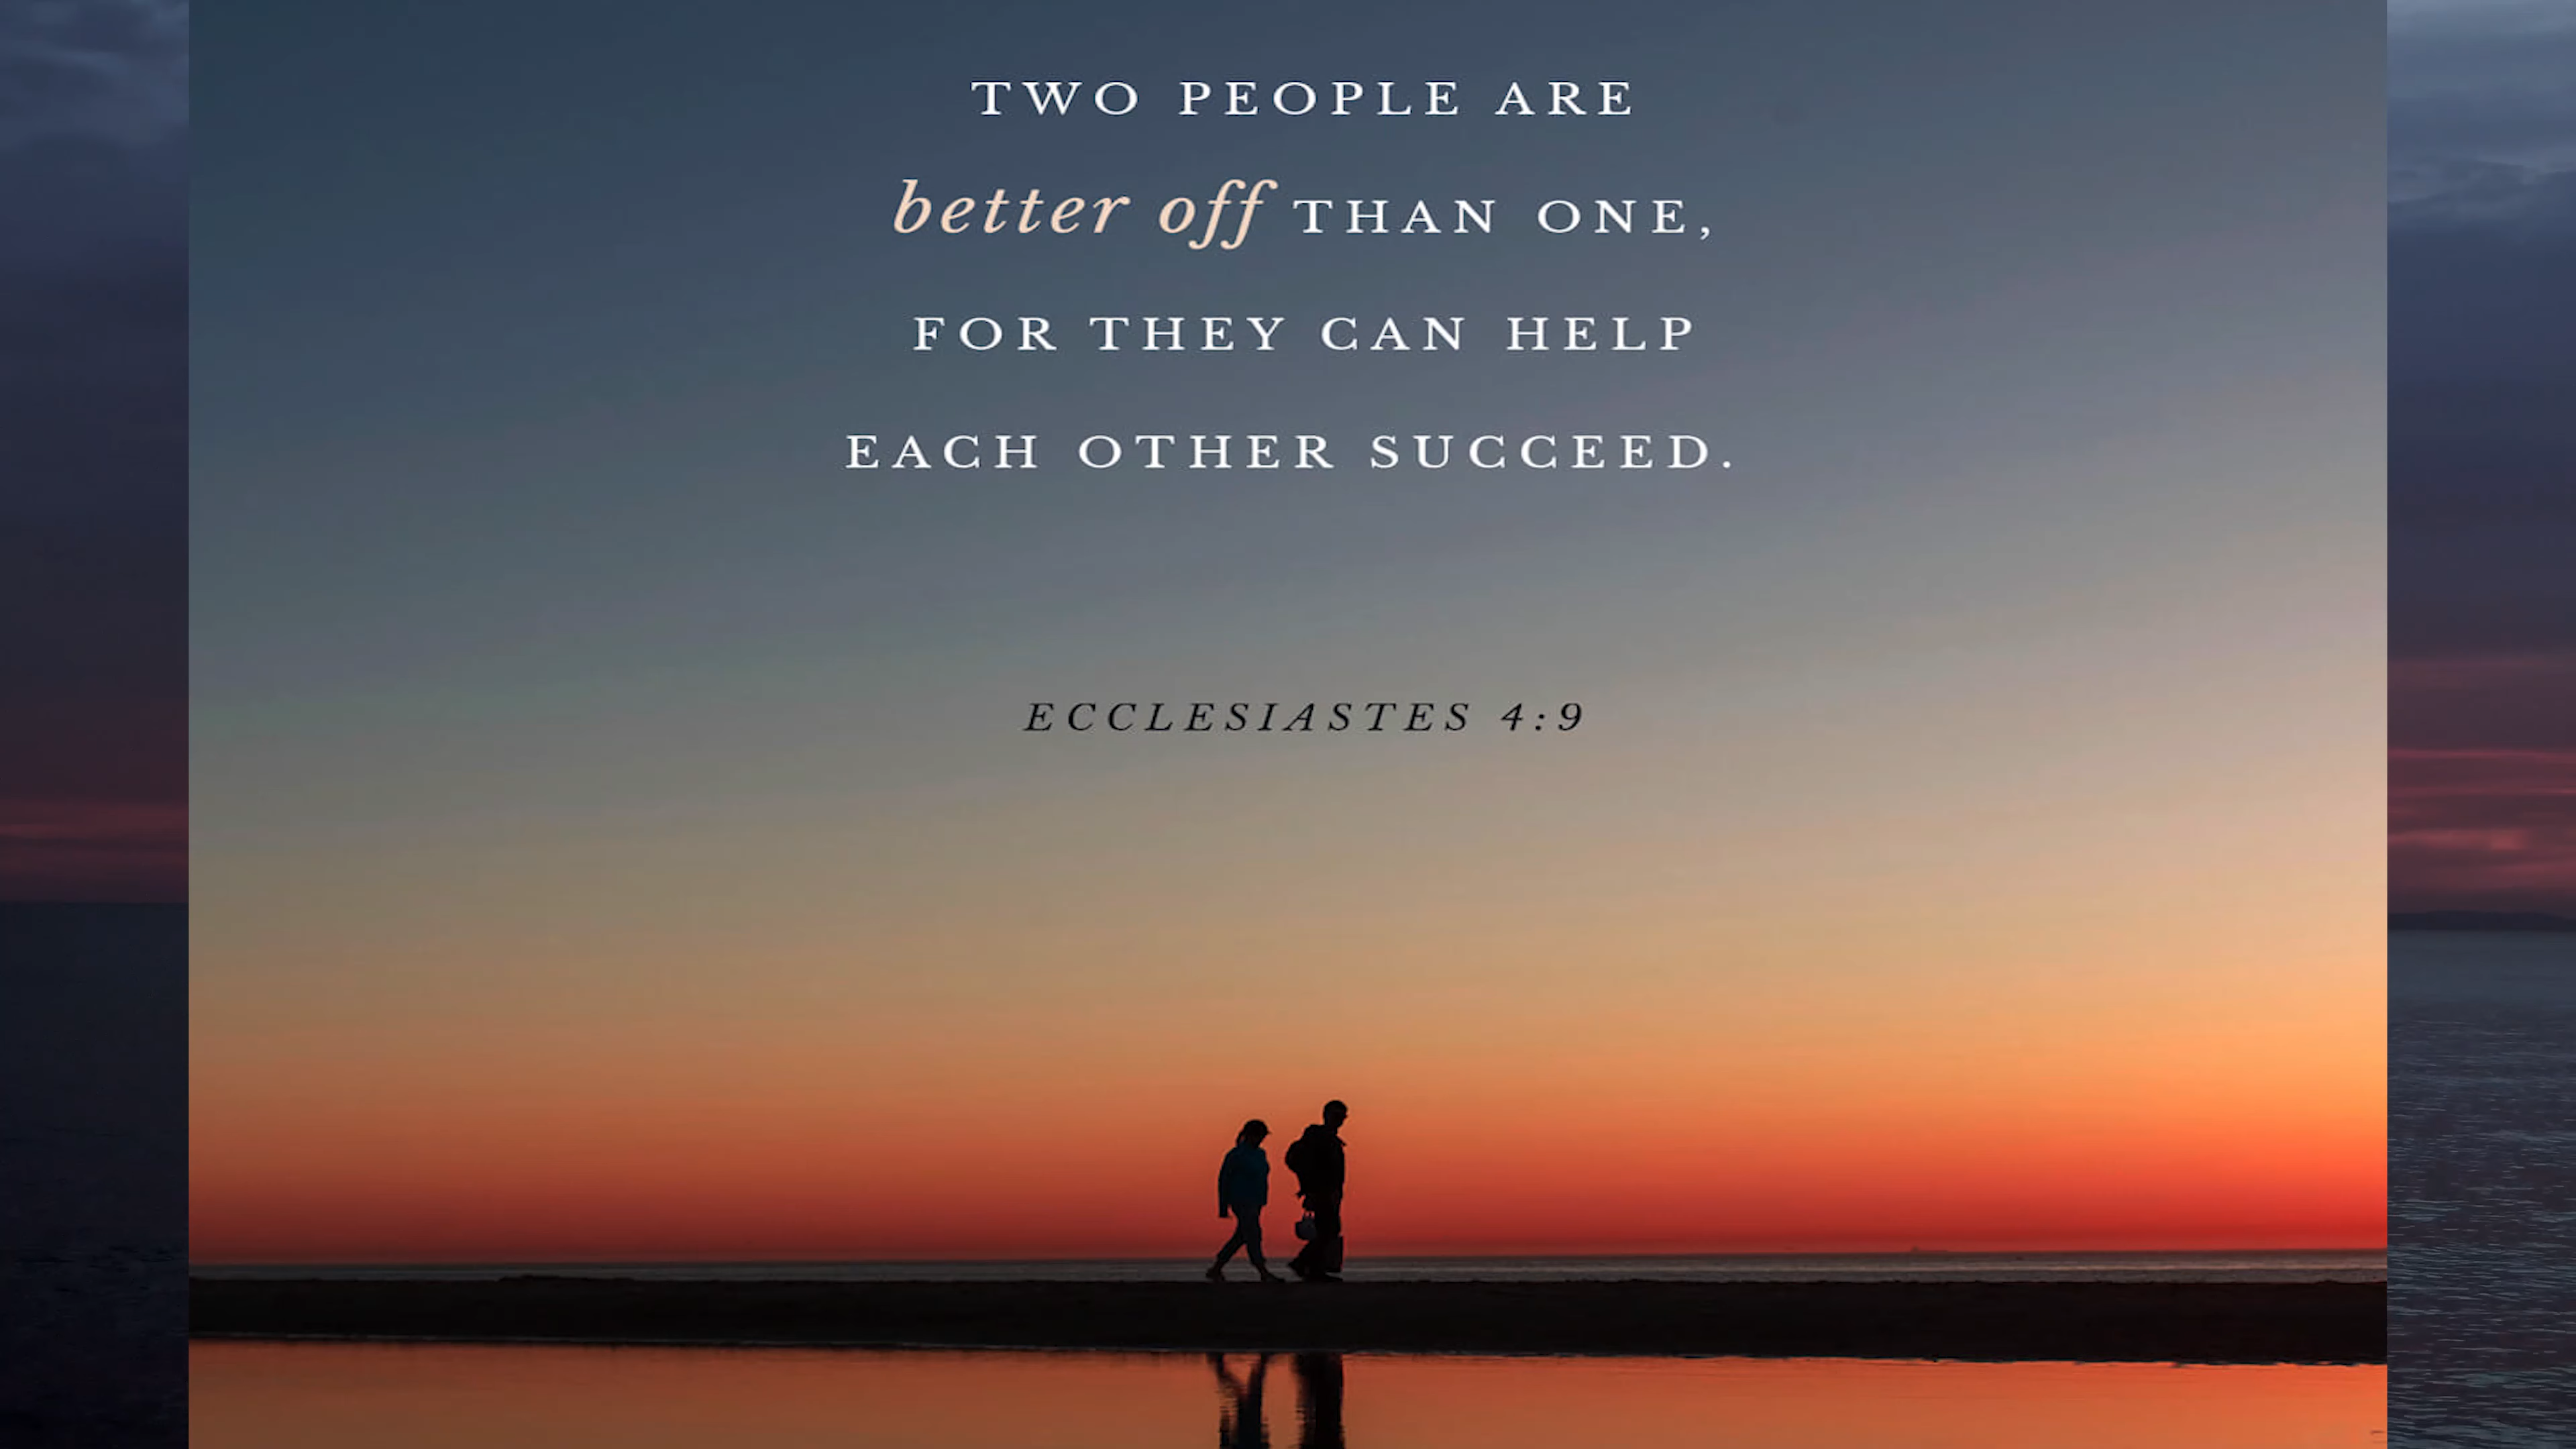 TWO PEOPLE ARE
better off THAN ONE,
FOR THEY CAN HELP
EACH OTHER SUCCEED.
ECCLESIASTES 4:9